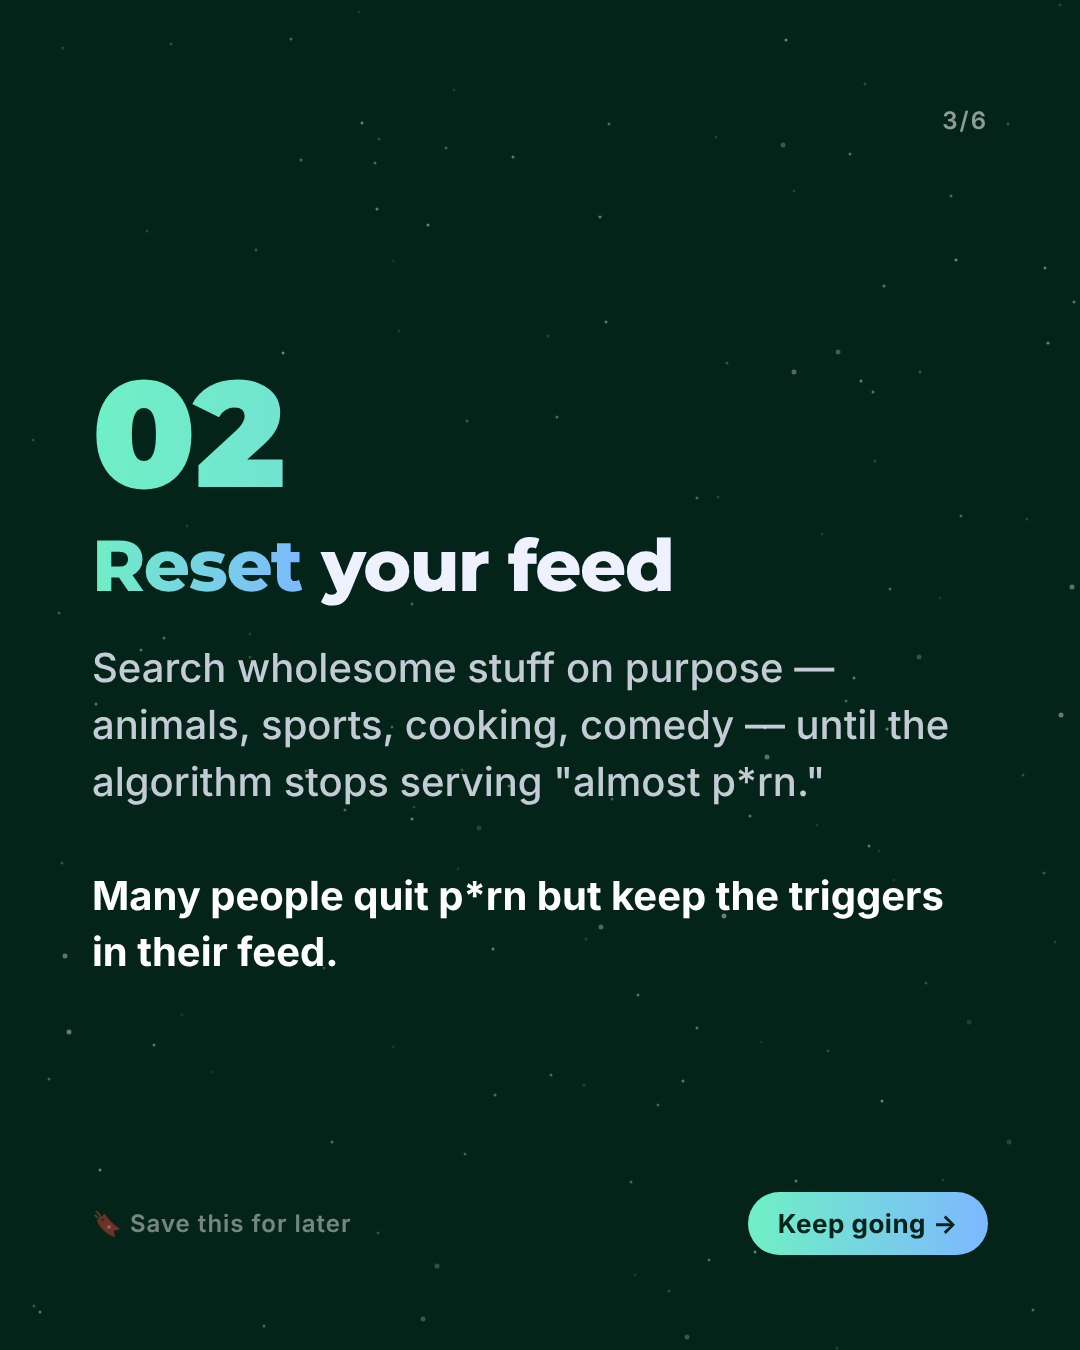 3/6
02
Reset your feed
Search wholesome stuff on purpose —
animals, sports, cooking, comedy — until the
algorithm stops serving "almost p*rn."
Many people quit p*rn but keep the triggers
in their feed.
🔖 Save this for later
Keep going →